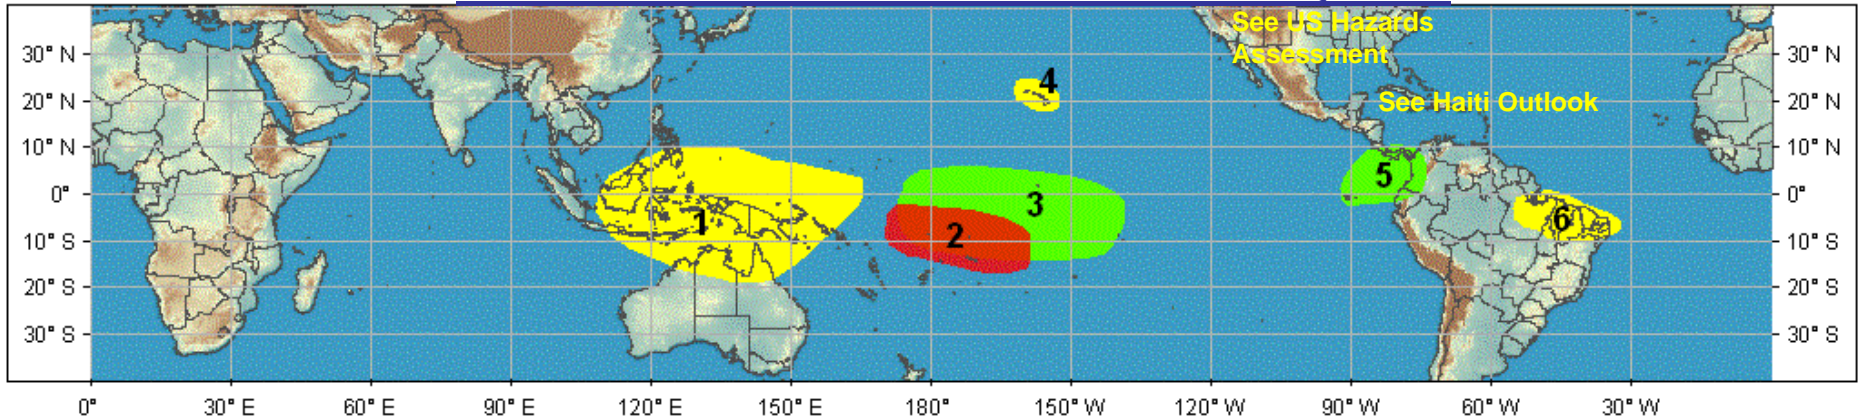 See US Hazards
Assessment
30° N
30° N
4
20° N
See Haiti Outlook
20° N
10° N
10° N
5
0°
0°
1
2
3
6
10° S
10° S
20° S
20° S
30° S
30° S
0°
30° E
60° E
90° E
120° E
150° E
180°
150° W
120° W
90° W
60° W
30° W